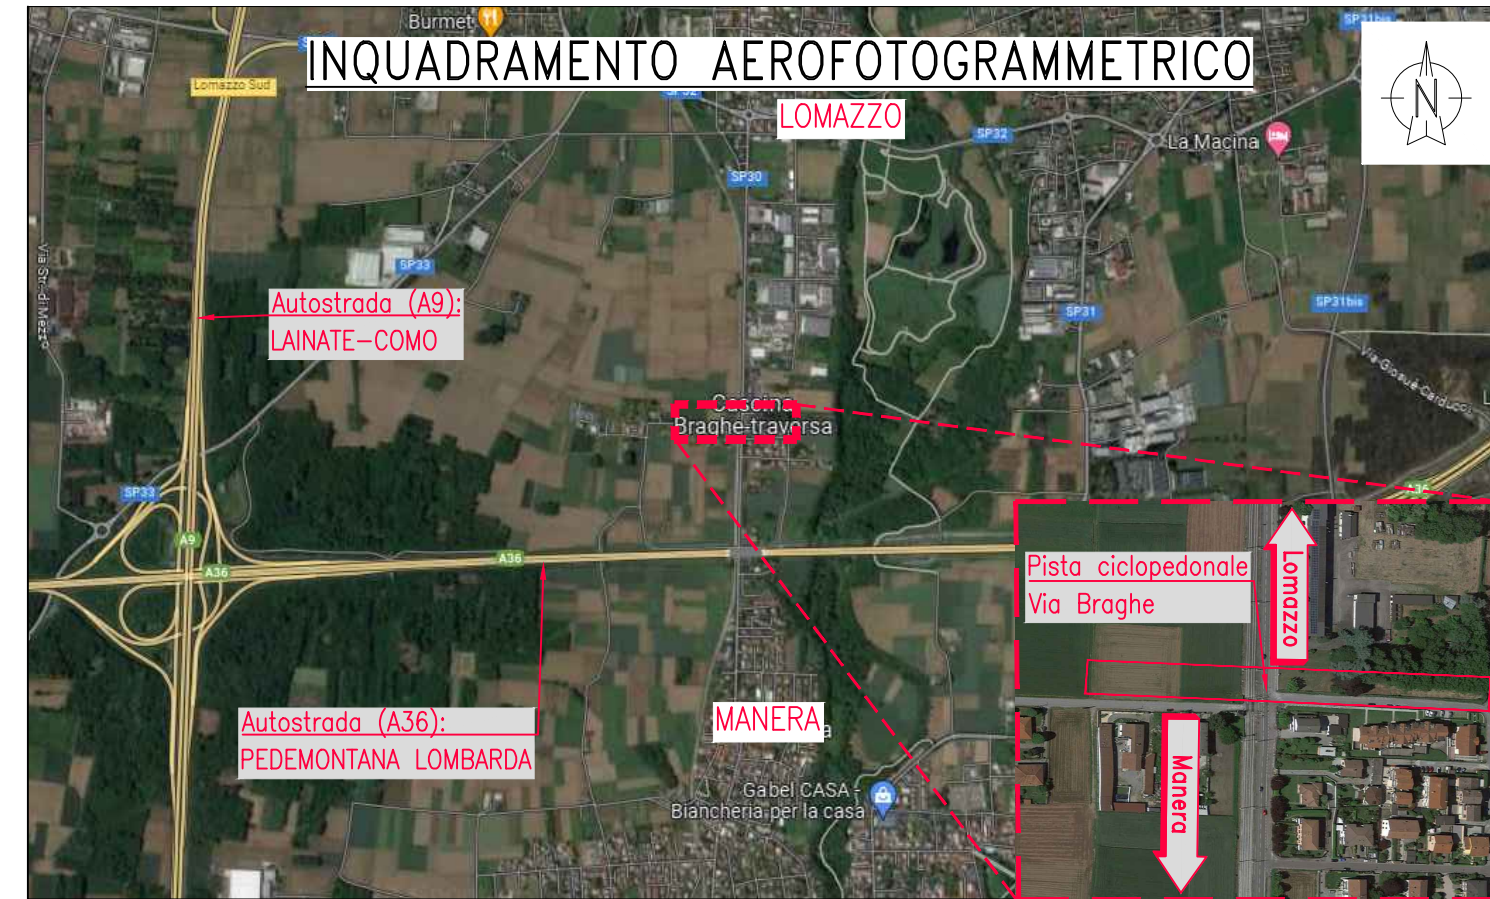 Burmet
INQUADRAMENTO AEROFOTOGRAMMETRICO
SP31bis
N
Lomazzo Sud
SP32
LOMAZZO
SP32
La Macina
SP30
Via Str. di Mezzo
SP33
Autostrada (A9):
LAINATE-COMO
SP31
SP31bis
Via Giosuè Carducci
Cascina
Braghe-traversa
SP33
A9
A36
A36
A36
Pista ciclopedonale
Via Braghe
Lomazzo
Autostrada (A36):
PEDEMONTANA LOMBARDA
MANERA
Manera
Gabel CASA -
Biancheria per la casa